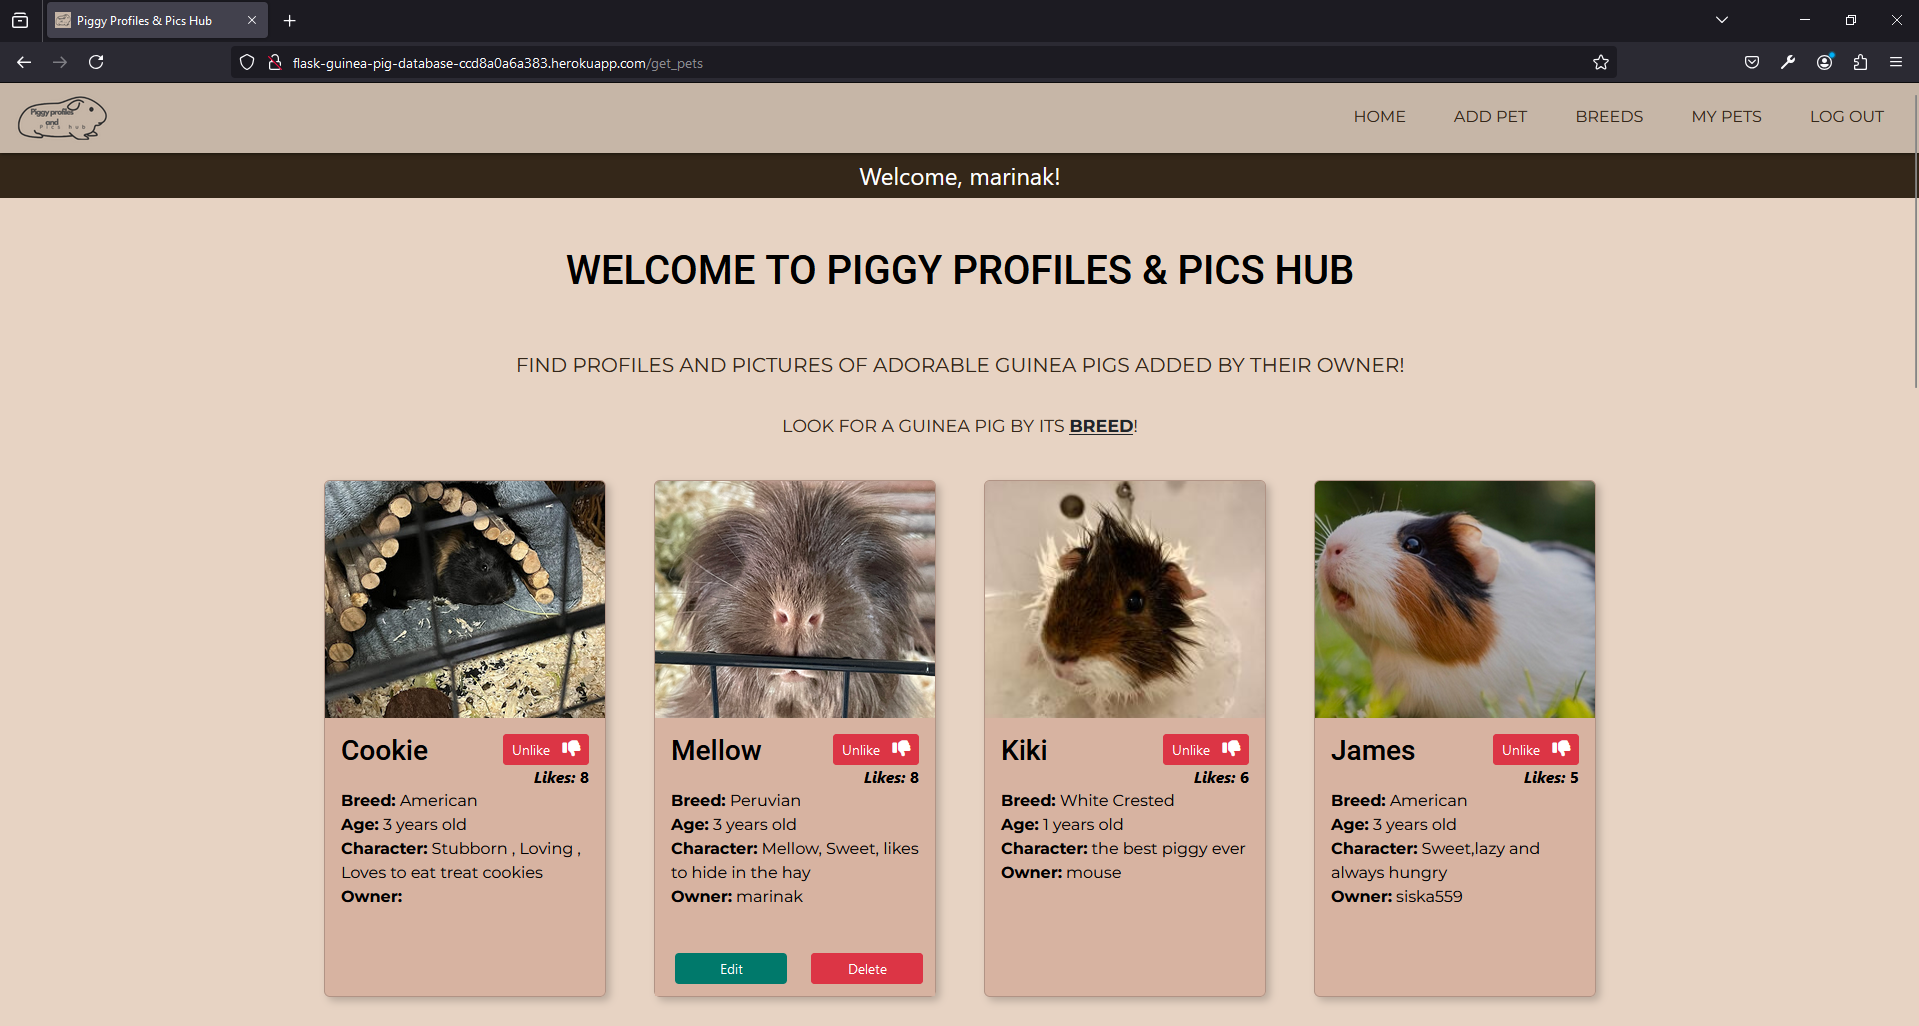 Piggy Profiles & Pics Hub
flask-guinea-pig-database-ccd8a0a6a383.herokuapp.com/get_pets
Piggy profiles
and
Pics hub
HOME ADD PET BREEDS MY PETS LOG OUT
Welcome, marinak!
WELCOME TO PIGGY PROFILES & PICS HUB
FIND PROFILES AND PICTURES OF ADORABLE GUINEA PIGS ADDED BY THEIR OWNER!
LOOK FOR A GUINEA PIG BY ITS BREED!
Cookie Unlike
Likes: 8
Breed: American
Age: 3 years old
Character: Stubborn , Loving ,
Loves to eat treat cookies
Owner:
Mellow Unlike
Likes: 8
Breed: Peruvian
Age: 3 years old
Character: Mellow, Sweet, likes
to hide in the hay
Owner: marinak
Edit Delete
Kiki Unlike
Likes: 6
Breed: White Crested
Age: 1 years old
Character: the best piggy ever
Owner: mouse
James Unlike
Likes: 5
Breed: American
Age: 3 years old
Character: Sweet,lazy and
always hungry
Owner: siska559